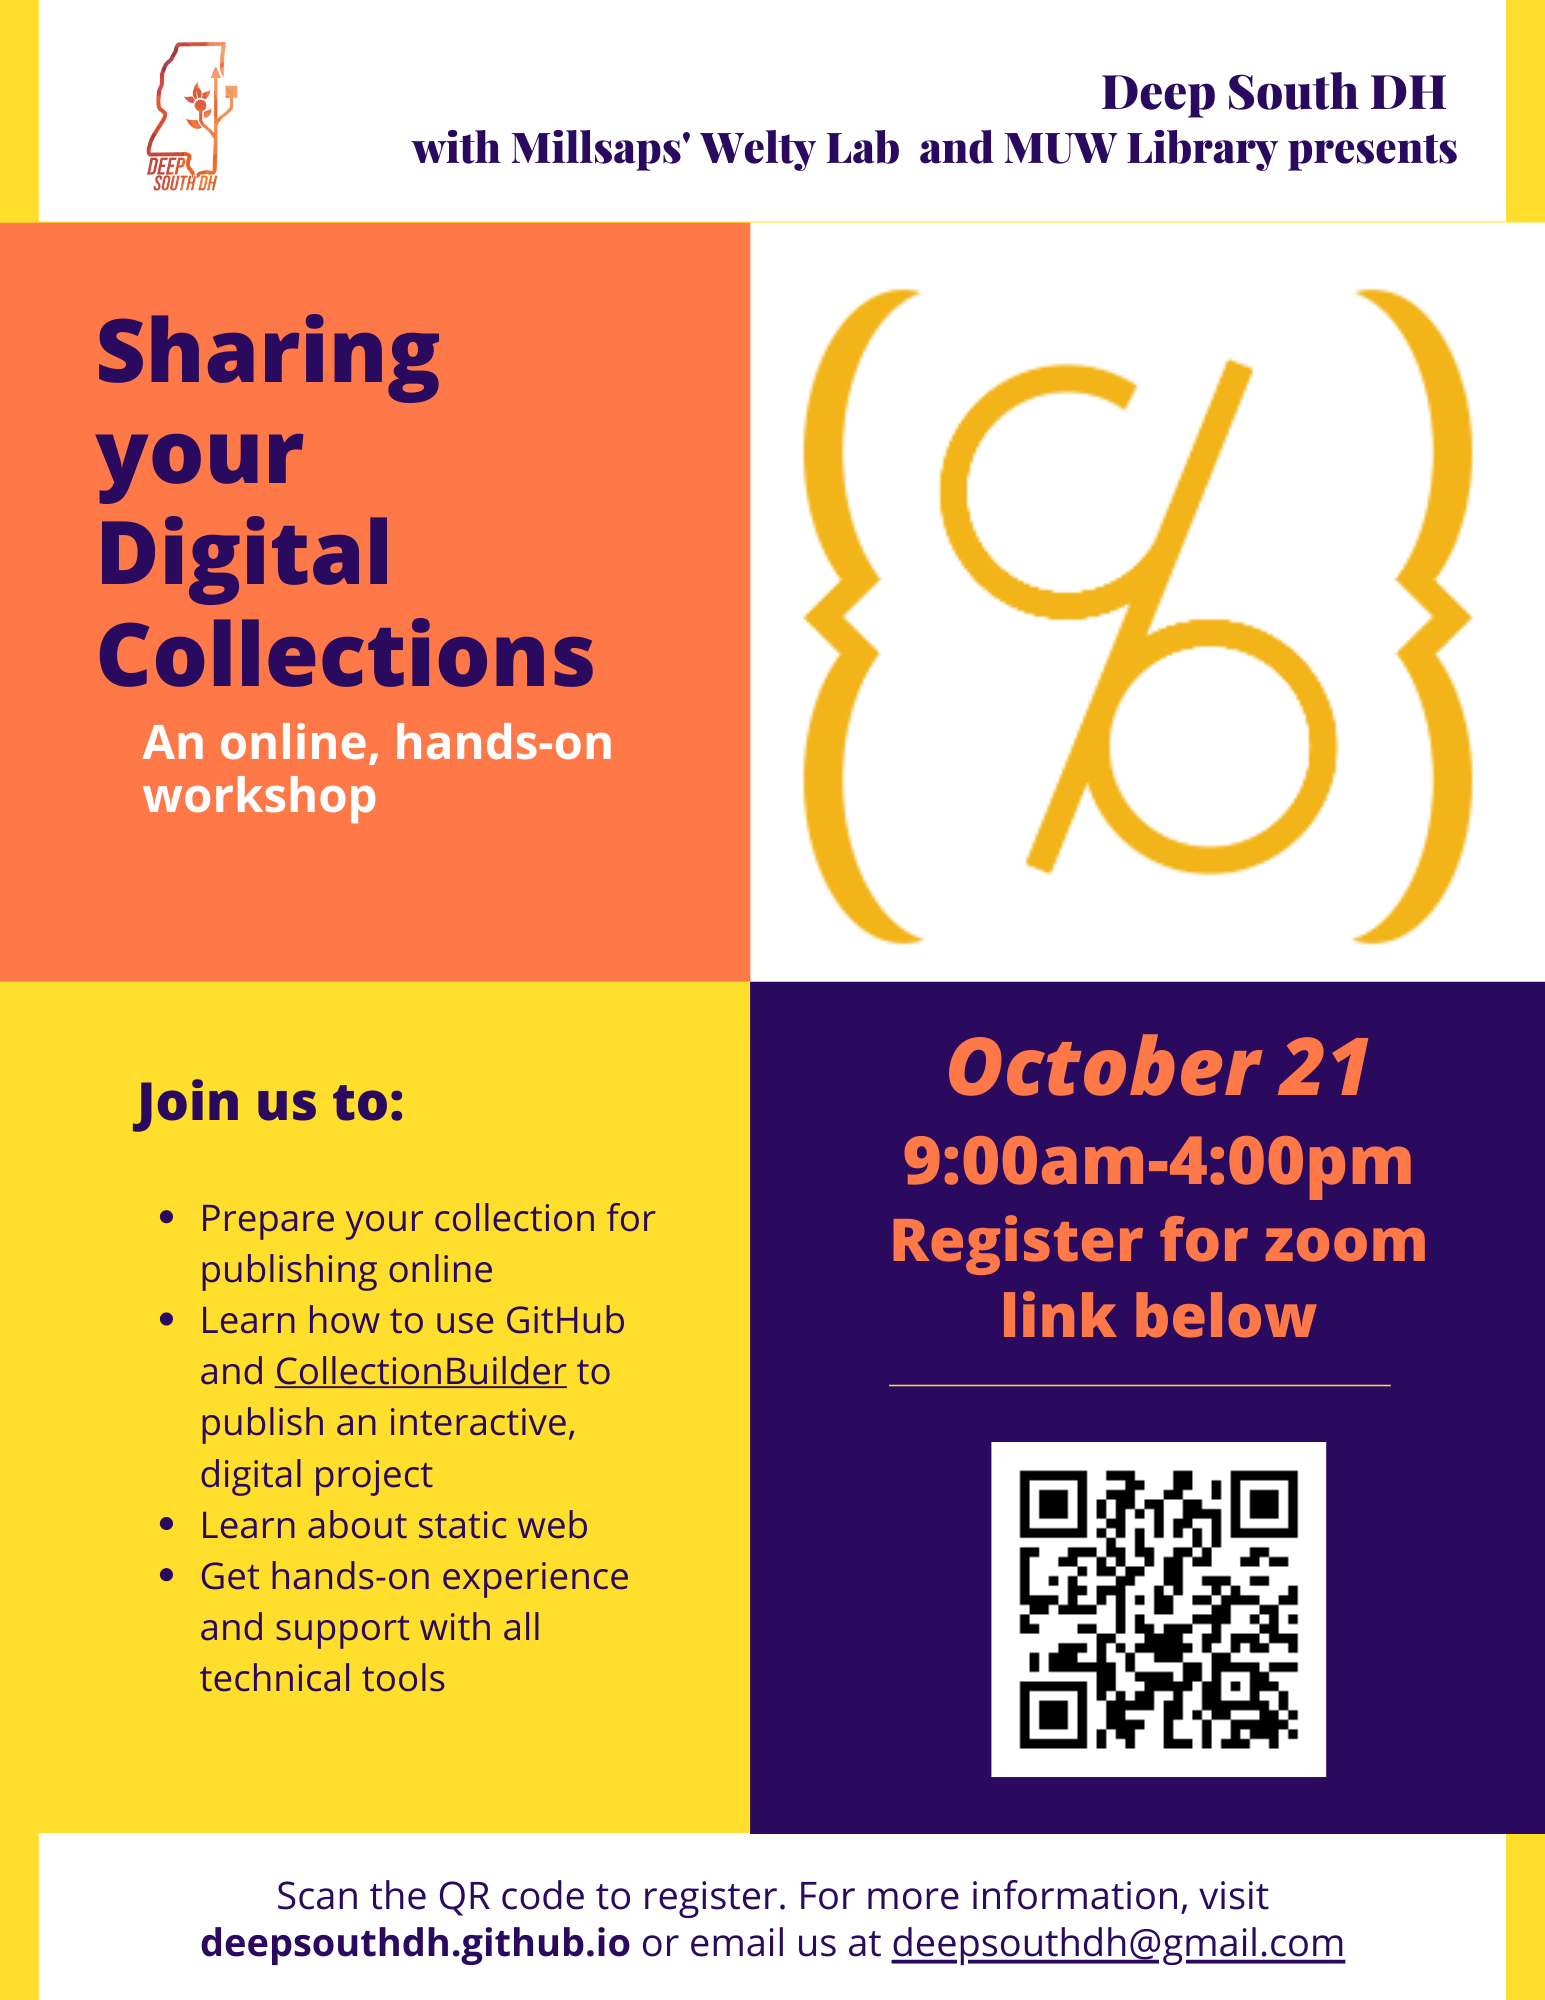 DEEP
SOUTH DH
Deep South DH
with Millsaps' Welty Lab and MUW Library presents
Sharing
your
Digital
Collections
An online, hands-on
workshop
cb
Join us to:
• Prepare your collection for
publishing online
• Learn how to use GitHub
and CollectionBuilder to
publish an interactive,
digital project
• Learn about static web
• Get hands-on experience
and support with all
technical tools
October 21
9:00am-4:00pm
Register for zoom
link below
Scan the QR code to register. For more information, visit
deepsouthdh.github.io or email us at deepsouthdh@gmail.com